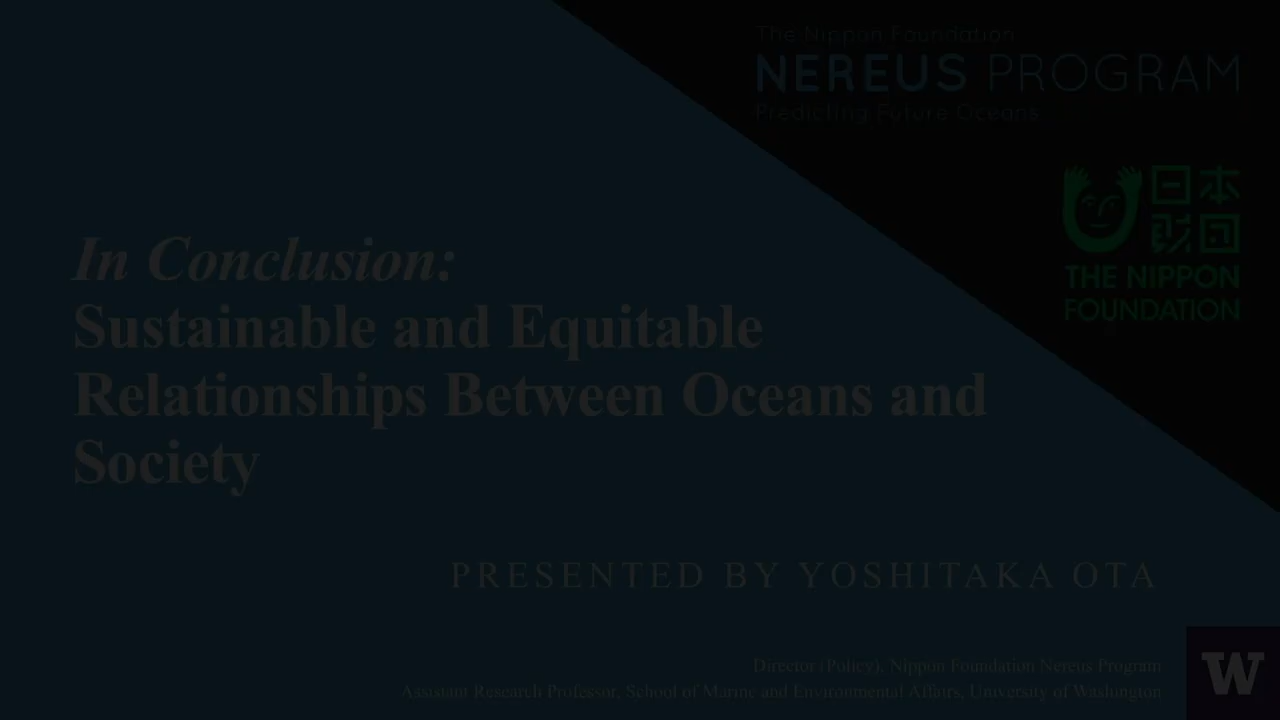 The Nippon Foundation
NEREUS PROGRAM
Predicting Future Oceans
日本
財団
THE NIPPON
FOUNDATION
In Conclusion:
Sustainable and Equitable
Relationships Between Oceans and
Society
PRESENTED BY YOSHITAKA OTA
Director (Policy), Nippon Foundation Nereus Program
Assistant Research Professor, School of Marine and Environmental Affairs, University of Washington
W